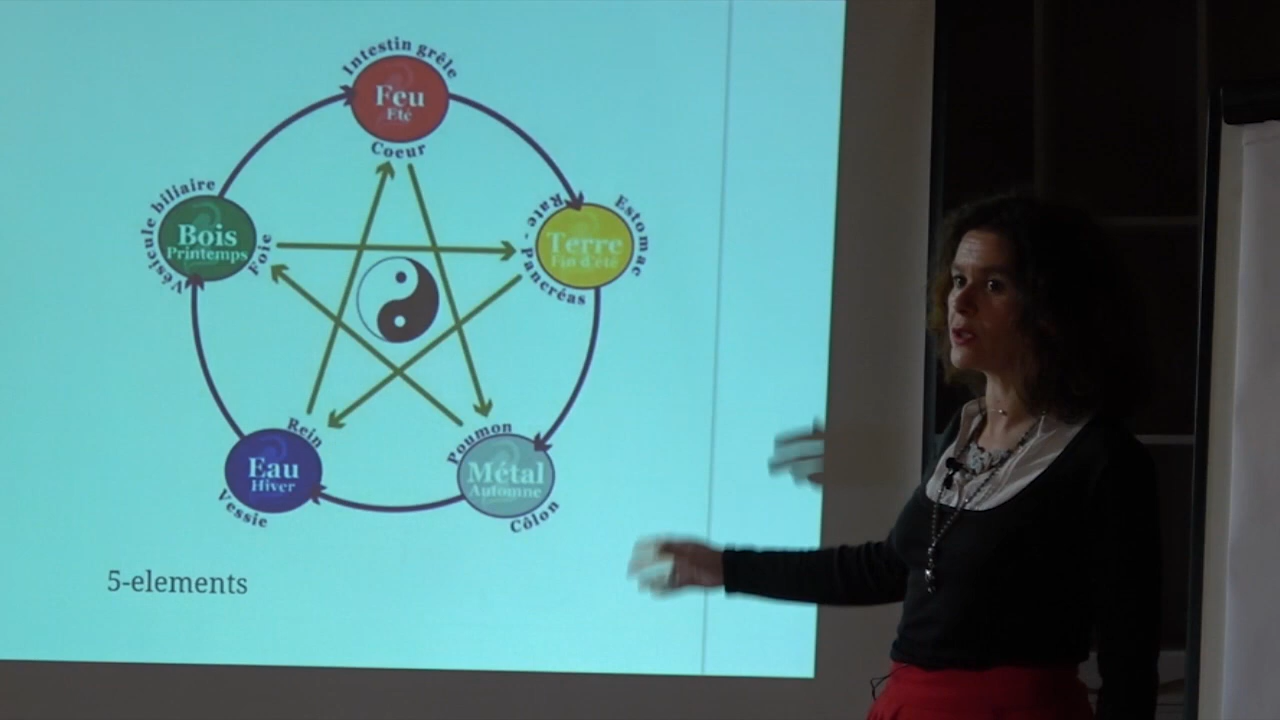 Intestin grêle
Feu
Eté
Coeur
Vésicule biliaire
Bois
Printemps
Foie
Rate - Pancréas
Estomac
Terre
Fin d'été
Rein
Eau
Hiver
Vessie
Poumon
Métal
Automne
Côlon
5-elements